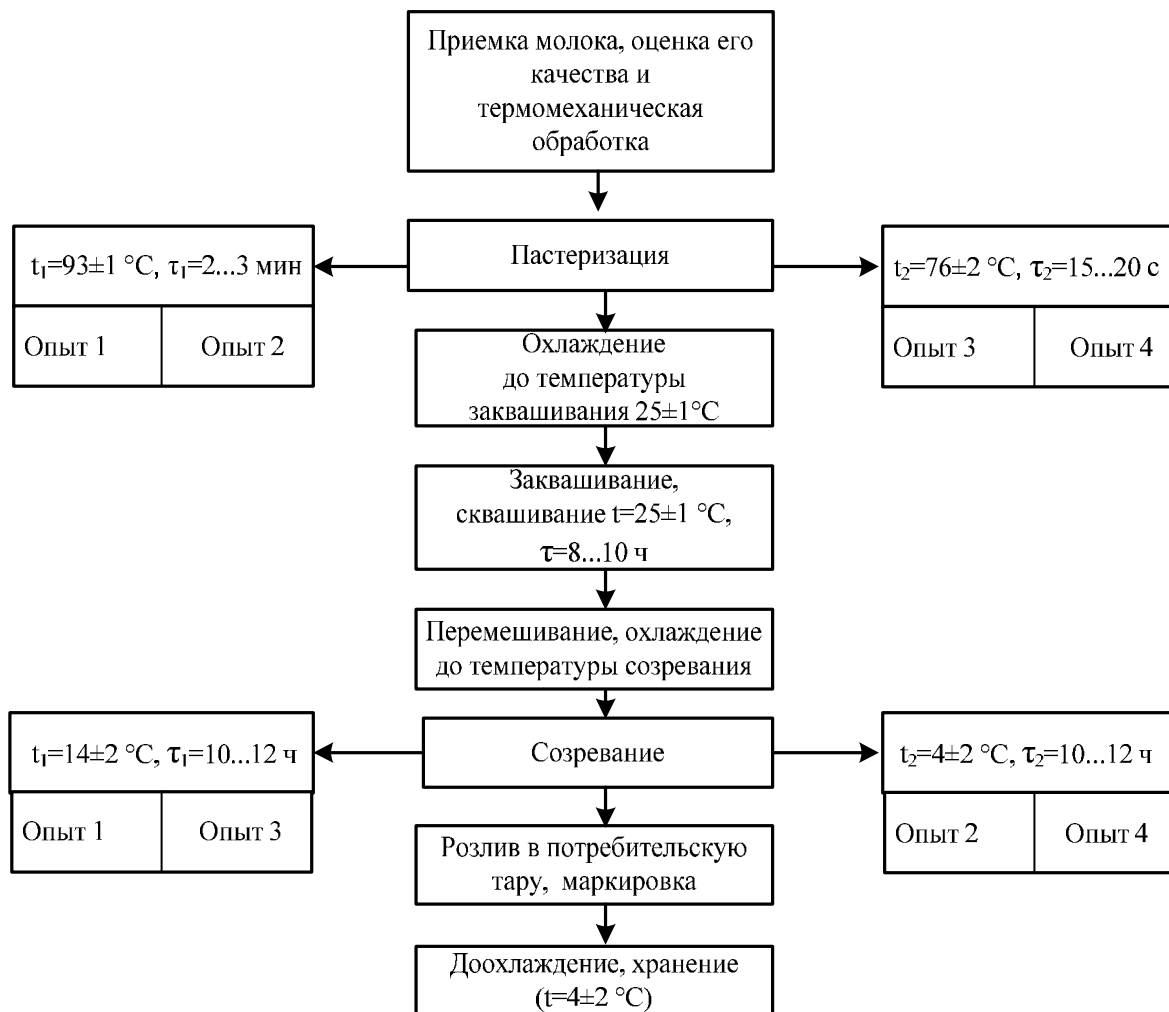 Приемка молока, оценка его
качества и
термомеханическая
обработка
t₁=93±1 °C, τ₁=2...3 мин
Опыт 1
Опыт 2
Пастеризация
t₂=76±2 °C, τ₂=15...20 с
Опыт 3
Опыт 4
Охлаждение
до температуры
заквашивания 25±1°C
Заквашивание,
сквашивание t=25±1 °C,
τ=8...10 ч
Перемешивание, охлаждение
до температуры созревания
t₁=14±2 °C, τ₁=10...12 ч
Опыт 1
Опыт 3
Созревание
t₂=4±2 °C, τ₂=10...12 ч
Опыт 2
Опыт 4
Розлив в потребительскую
тару, маркировка
Доохлаждение, хранение
(t=4±2 °C)